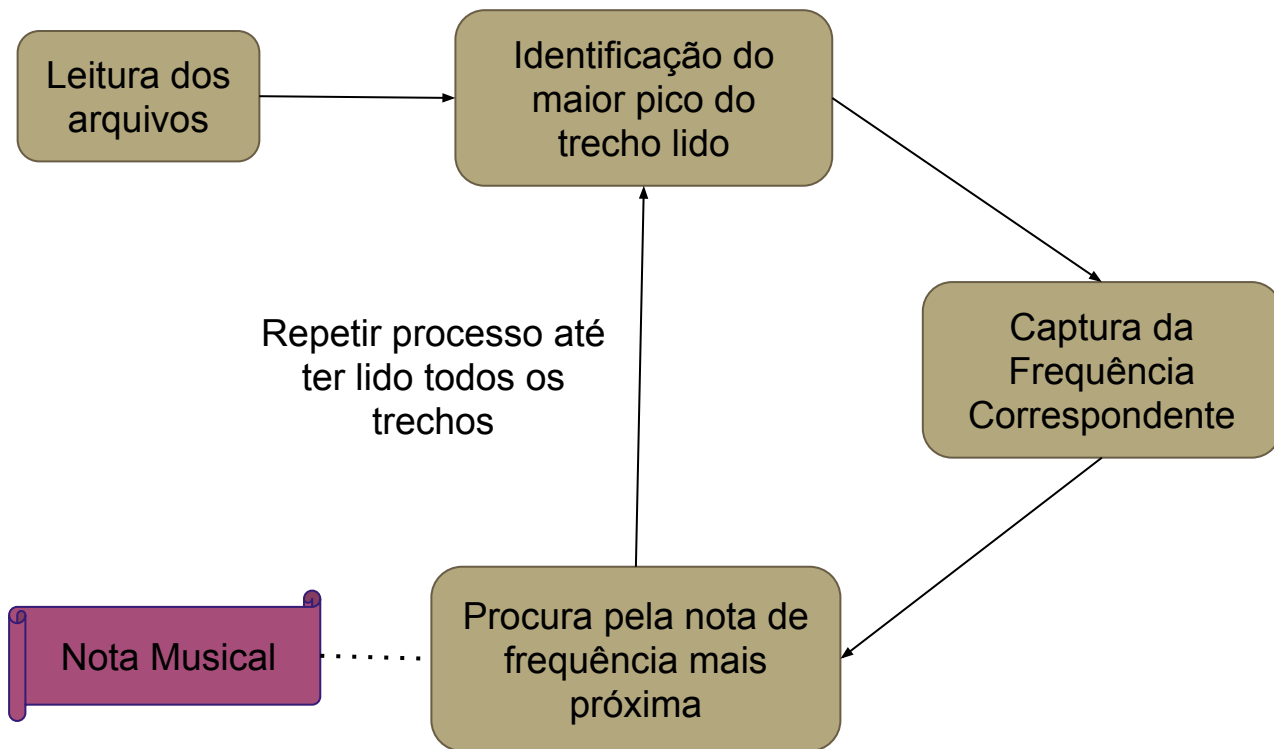 Leitura dos
arquivos
Identificação do
maior pico do
trecho lido
Captura da
Frequência
Correspondente
Repetir processo até
ter lido todos os
trechos
Procura pela nota de
frequência mais
próxima
Nota Musical